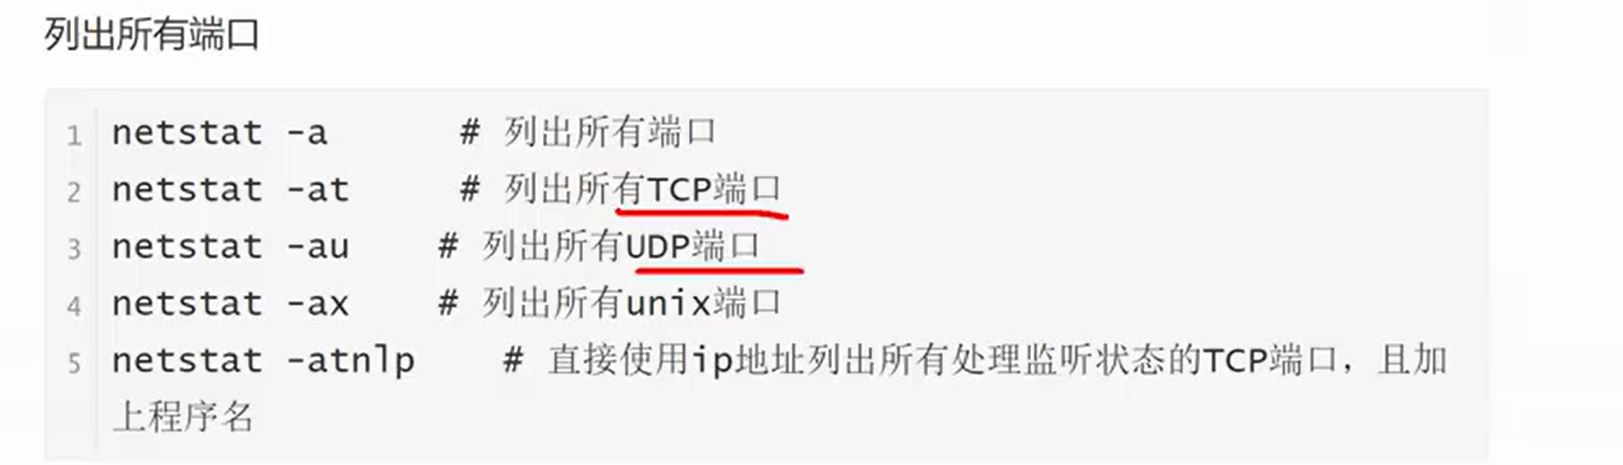 列出所有端口
1 netstat -a # 列出所有端口
2 netstat -at # 列出所有TCP端口
3 netstat -au # 列出所有UDP端口
4 netstat -ax # 列出所有unix端口
5 netstat -atnlp # 直接使用ip地址列出所有处理监听状态的TCP端口，且加
上程序名